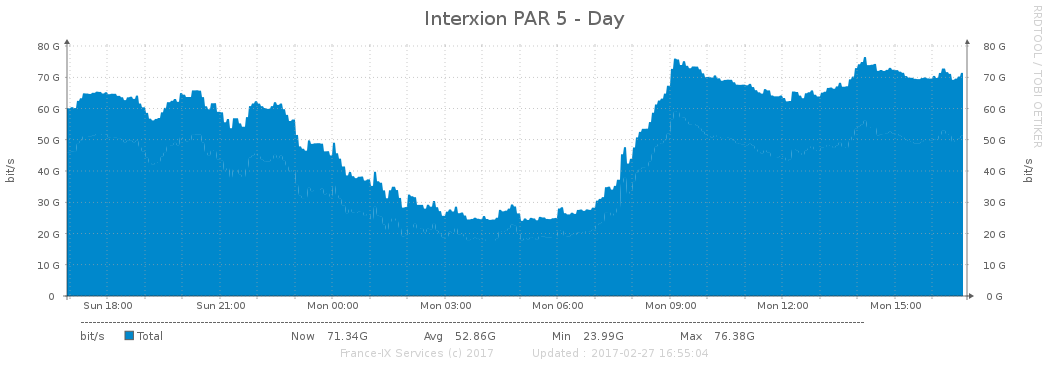 Interxion PAR 5 - Day
RRDTOOL / TOBI OETIKER
bit/s
bit/s
80 G 80 G
70 G 70 G
60 G 60 G
50 G 50 G
40 G 40 G
30 G 30 G
20 G 20 G
10 G 10 G
0 0 G
Sun 18:00 Sun 21:00 Mon 00:00 Mon 03:00 Mon 06:00 Mon 09:00 Mon 12:00 Mon 15:00
bit/s Total Now 71.34G Avg 52.86G Min 23.99G Max 76.38G
France-IX Services (c) 2017 Updated : 2017-02-27 16:55:04